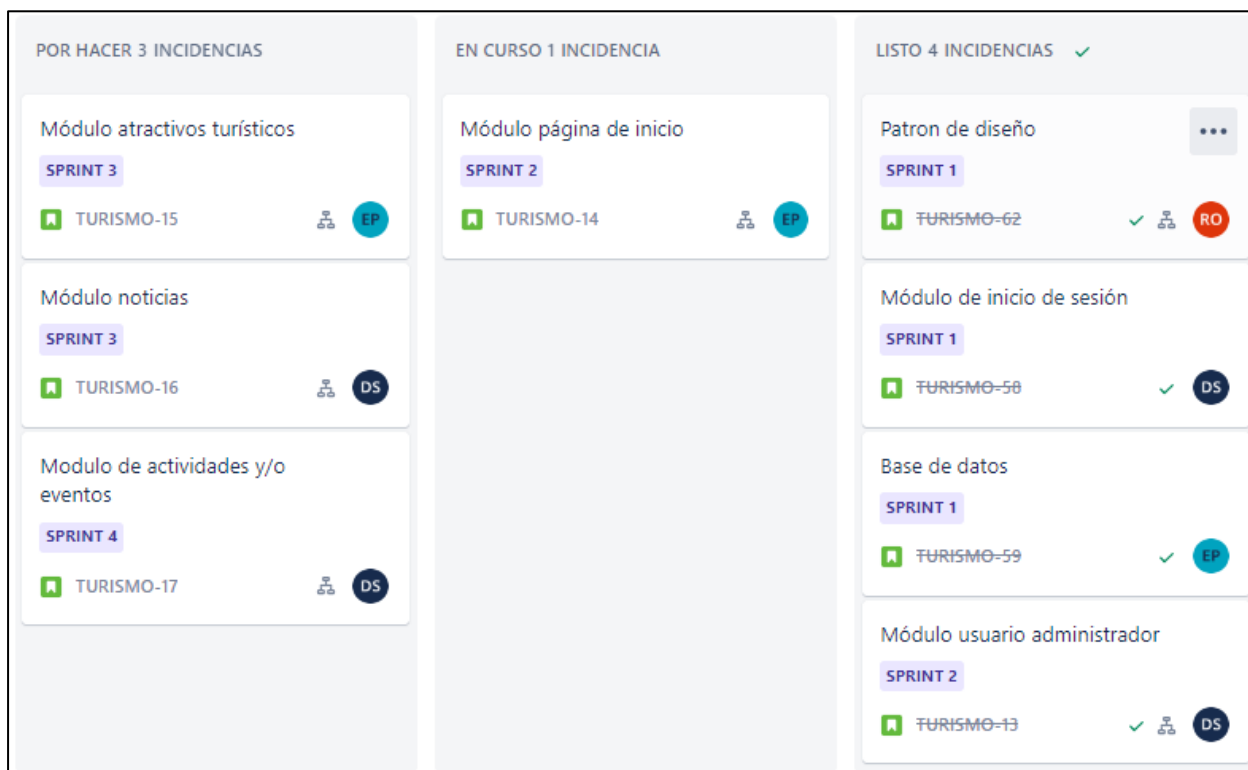 POR HACER 3 INCIDENCIAS
Módulo atractivos turísticos
SPRINT 3
TURISMO-15
EP
Módulo noticias
SPRINT 3
TURISMO-16
DS
Modulo de actividades y/o
eventos
SPRINT 4
TURISMO-17
DS
EN CURSO 1 INCIDENCIA
Módulo página de inicio
SPRINT 2
TURISMO-14
EP
LISTO 4 INCIDENCIAS
Patron de diseño
SPRINT 1
TURISMO-62
RO
Módulo de inicio de sesión
SPRINT 1
TURISMO-58
DS
Base de datos
SPRINT 1
TURISMO-59
EP
Módulo usuario administrador
SPRINT 2
TURISMO-13
DS